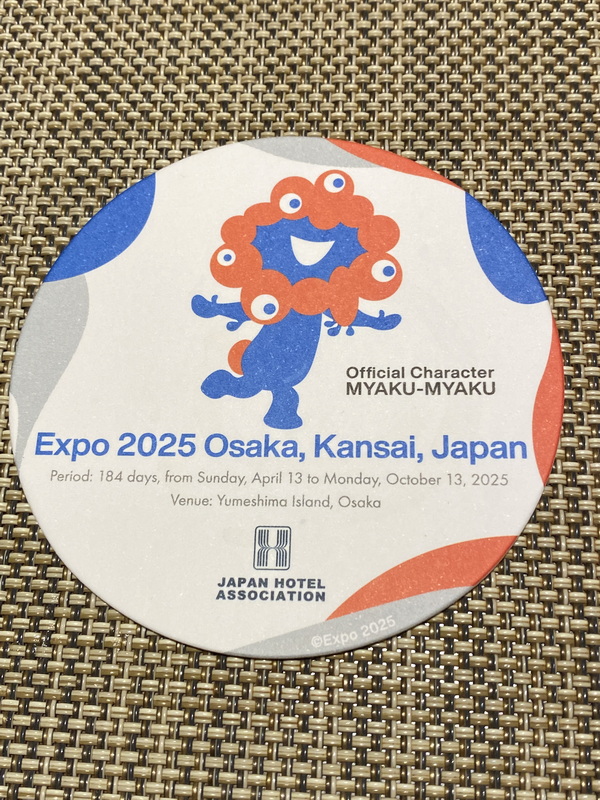 Official Character
MYAKU-MYAKU
Expo 2025 Osaka, Kansai, Japan
Period: 184 days, from Sunday, April 13 to Monday, October 13, 2025
Venue: Yumeshima Island, Osaka
JAPAN HOTEL
ASSOCIATION
©Expo 2025